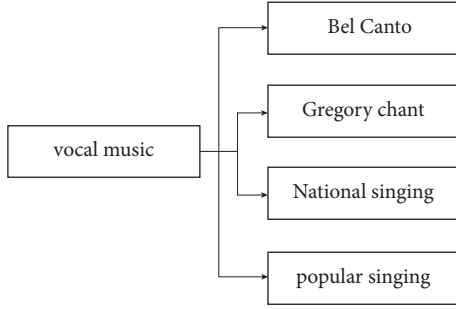 Bel Canto
Gregory chant
vocal music
National singing
popular singing